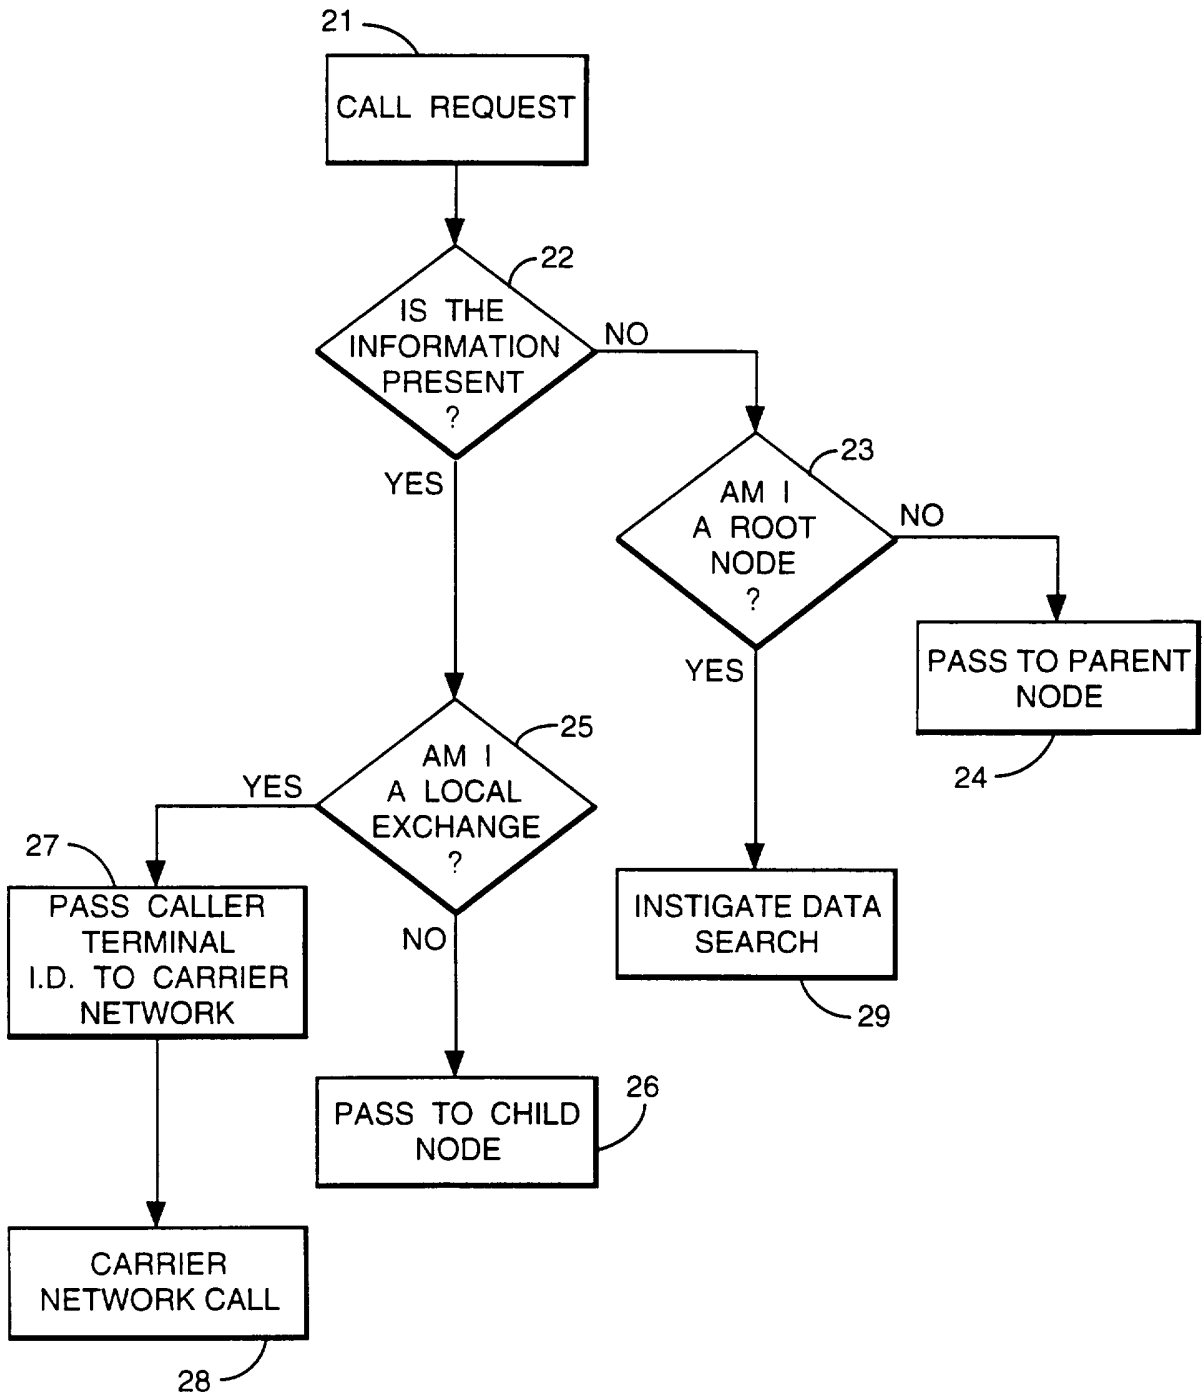 21
CALL REQUEST
22
IS THE
INFORMATION
PRESENT
?
NO
YES
23
AM I
A ROOT
NODE
?
NO
YES
PASS TO PARENT
NODE
24
25
AM I
A LOCAL
EXCHANGE
?
YES
NO
27
PASS CALLER
TERMINAL
I.D. TO CARRIER
NETWORK
INSTIGATE DATA
SEARCH
29
26
PASS TO CHILD
NODE
CARRIER
NETWORK CALL
28